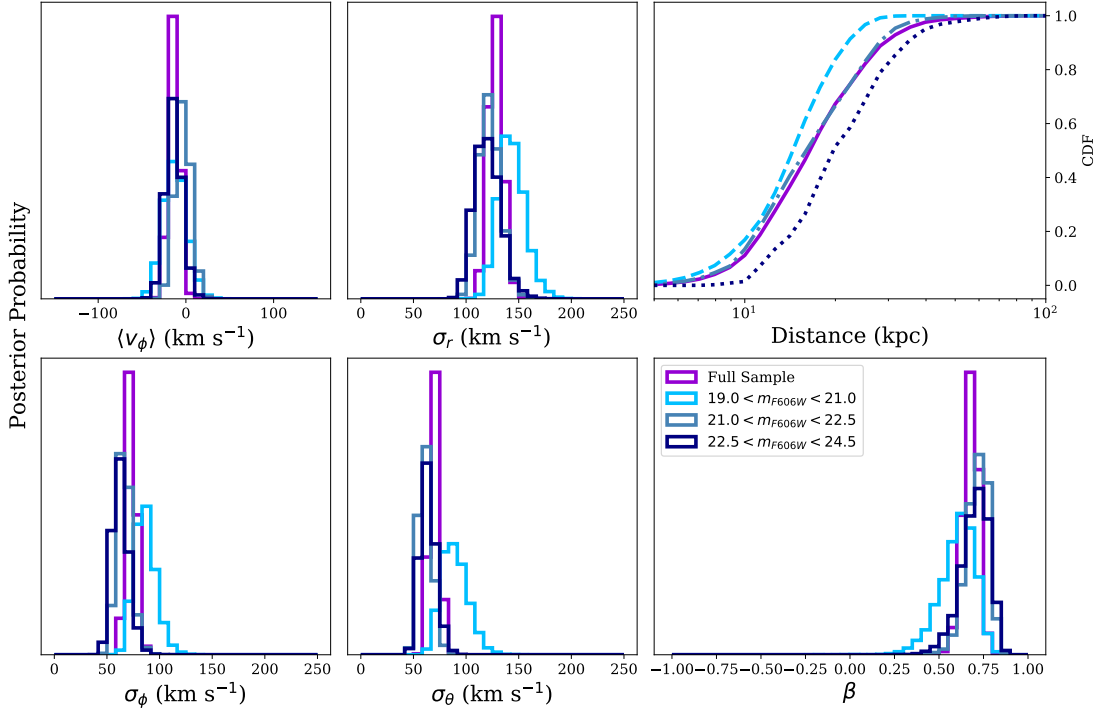 Posterior Probability
−100 0 100
⟨v_ϕ⟩ (km s⁻¹)
0 50 100 150 200 250
σ_r (km s⁻¹)
1.0
0.8
0.6
0.4
0.2
0.0
CDF
10¹ 10²
Distance (kpc)
0 50 100 150 200 250
σ_ϕ (km s⁻¹)
0 50 100 150 200 250
σ_θ (km s⁻¹)
Full Sample
19.0 < m_F606W < 21.0
21.0 < m_F606W < 22.5
22.5 < m_F606W < 24.5
−1.00 −0.75 −0.50 −0.25 0.00 0.25 0.50 0.75 1.00
β